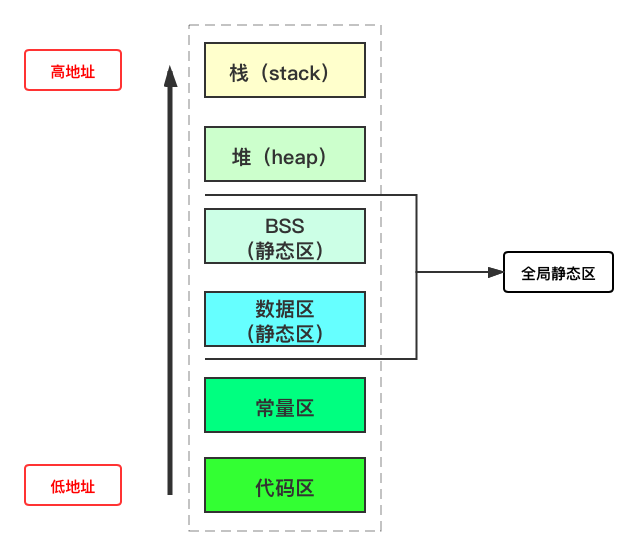 高地址
栈（stack）
堆（heap）
BSS
（静态区）
全局静态区
数据区
（静态区）
常量区
低地址
代码区